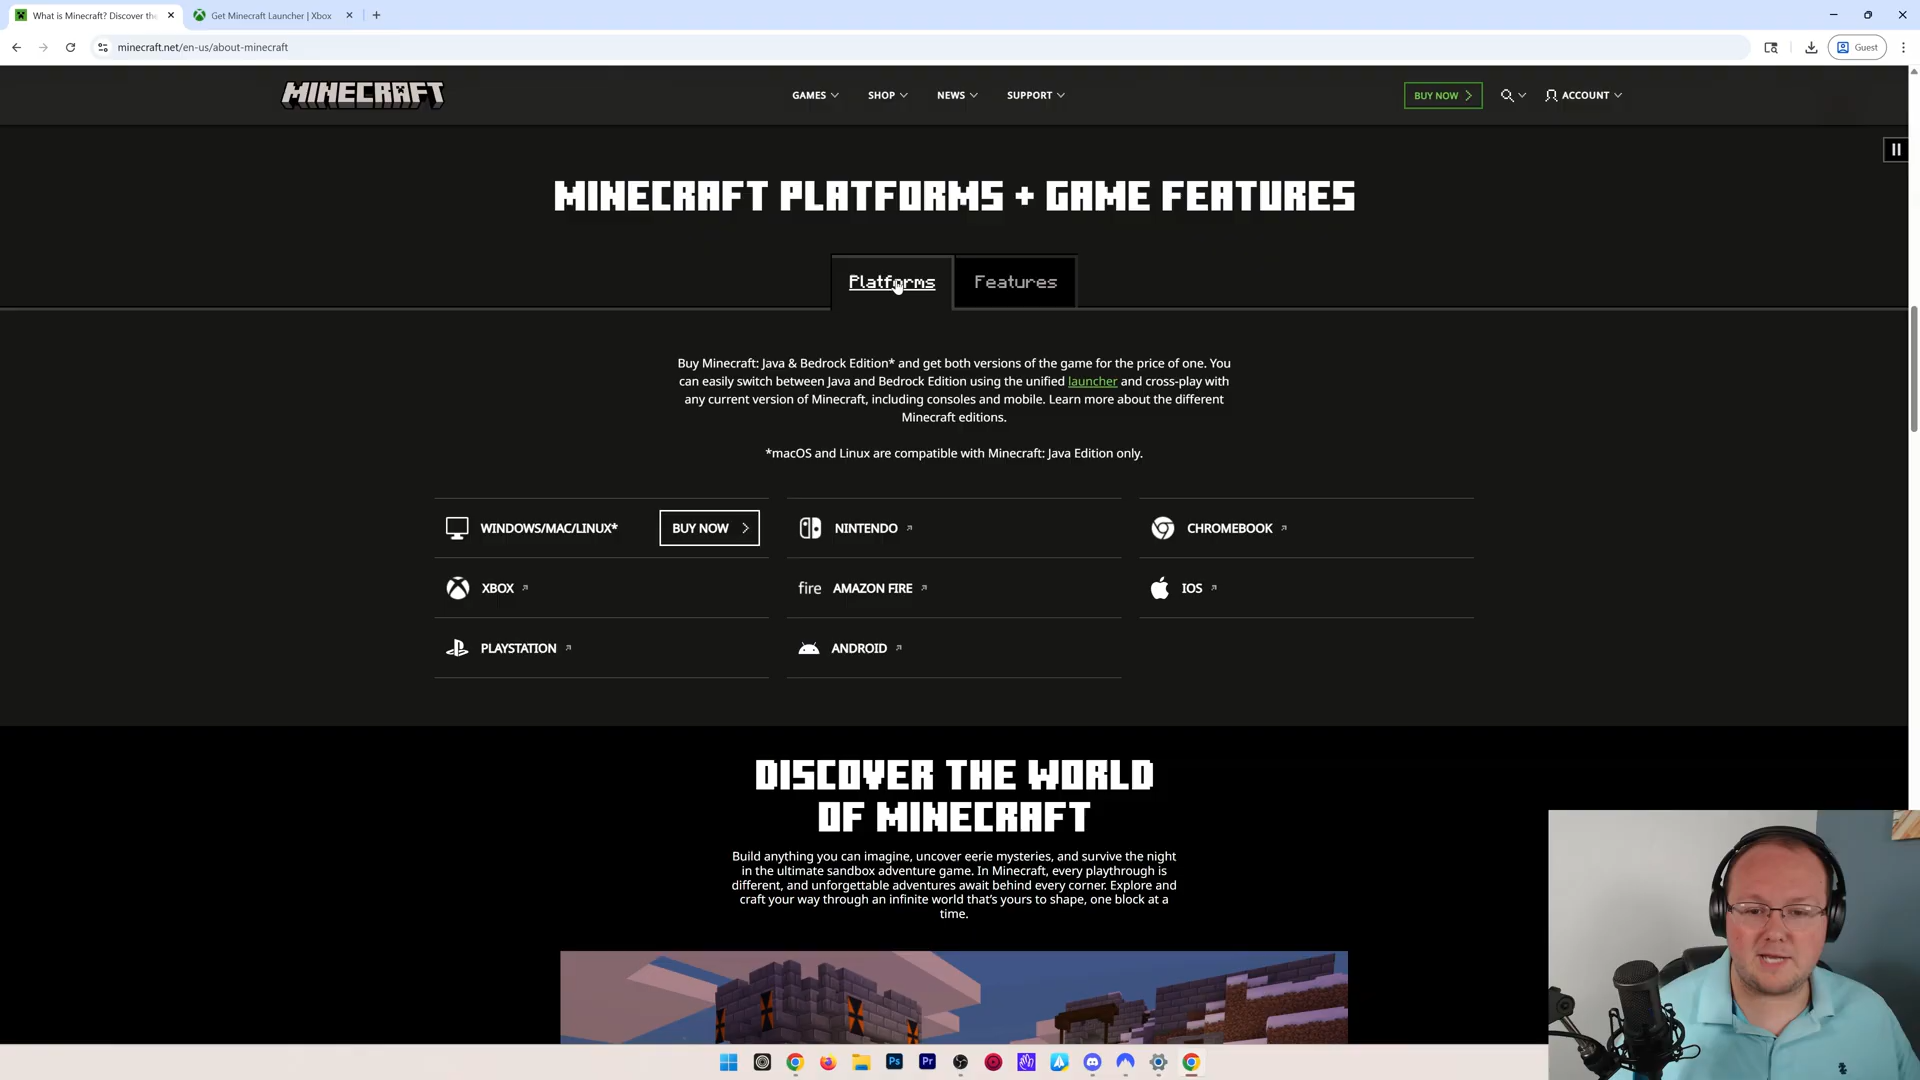 What is Minecraft? Discover the
Get Minecraft Launcher | Xbox
minecraft.net/en-us/about-minecraft
Guest
MINECRAFT
GAMES
SHOP
NEWS
SUPPORT
BUY NOW
ACCOUNT
MINECRAFT PLATFORMS + GAME FEATURES
Platforms
Features
Buy Minecraft: Java & Bedrock Edition* and get both versions of the game for the price of one. You
can easily switch between Java and Bedrock Edition using the unified launcher and cross-play with
any current version of Minecraft, including consoles and mobile. Learn more about the different
Minecraft editions.
*macOS and Linux are compatible with Minecraft: Java Edition only.
WINDOWS/MAC/LINUX*
BUY NOW
NINTENDO
CHROMEBOOK
XBOX
fire AMAZON FIRE
IOS
PLAYSTATION
ANDROID
DISCOVER THE WORLD
OF MINECRAFT
Build anything you can imagine, uncover eerie mysteries, and survive the night
in the ultimate sandbox adventure game. In Minecraft, every playthrough is
different, and unforgettable adventures await behind every corner. Explore and
craft your way through an infinite world that's yours to shape, one block at a
time.
Ps
Pr